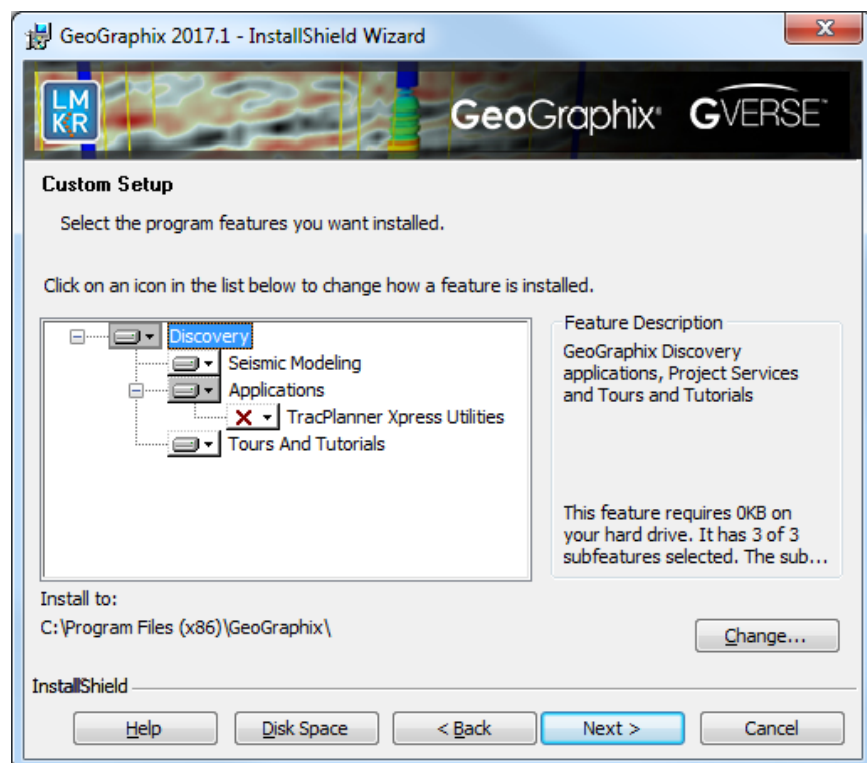 GeoGraphix 2017.1 - InstallShield Wizard
X
LM
KR
GeoGraphix® GVERSE™
Custom Setup
Select the program features you want installed.
Click on an icon in the list below to change how a feature is installed.
Discovery
Seismic Modeling
Applications
TracPlanner Xpress Utilities
Tours And Tutorials
Feature Description
GeoGraphix Discovery
applications, Project Services
and Tours and Tutorials
This feature requires 0KB on
your hard drive. It has 3 of 3
subfeatures selected. The sub...
Install to:
C:\Program Files (x86)\GeoGraphix\
Change...
InstallShield
Help
Disk Space
< Back
Next >
Cancel